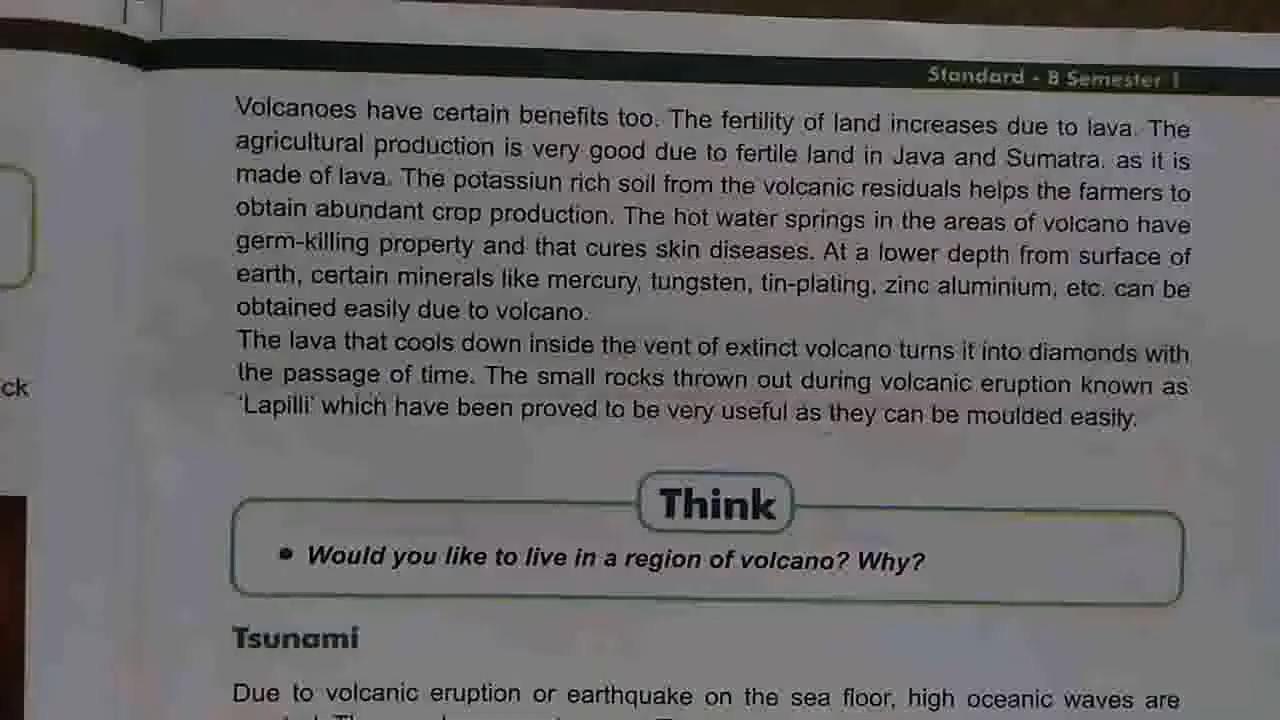 Standard - 8 Semester 1
Volcanoes have certain benefits too. The fertility of land increases due to lava. The
agricultural production is very good due to fertile land in Java and Sumatra. as it is
made of lava. The potassiun rich soil from the volcanic residuals helps the farmers to
obtain abundant crop production. The hot water springs in the areas of volcano have
germ-killing property and that cures skin diseases. At a lower depth from surface of
earth, certain minerals like mercury, tungsten, tin-plating, zinc aluminium, etc. can be
obtained easily due to volcano.
The lava that cools down inside the vent of extinct volcano turns it into diamonds with
the passage of time. The small rocks thrown out during volcanic eruption known as
'Lapilli' which have been proved to be very useful as they can be moulded easily.
ck
Think
• Would you like to live in a region of volcano? Why?
Tsunami
Due to volcanic eruption or earthquake on the sea floor, high oceanic waves are